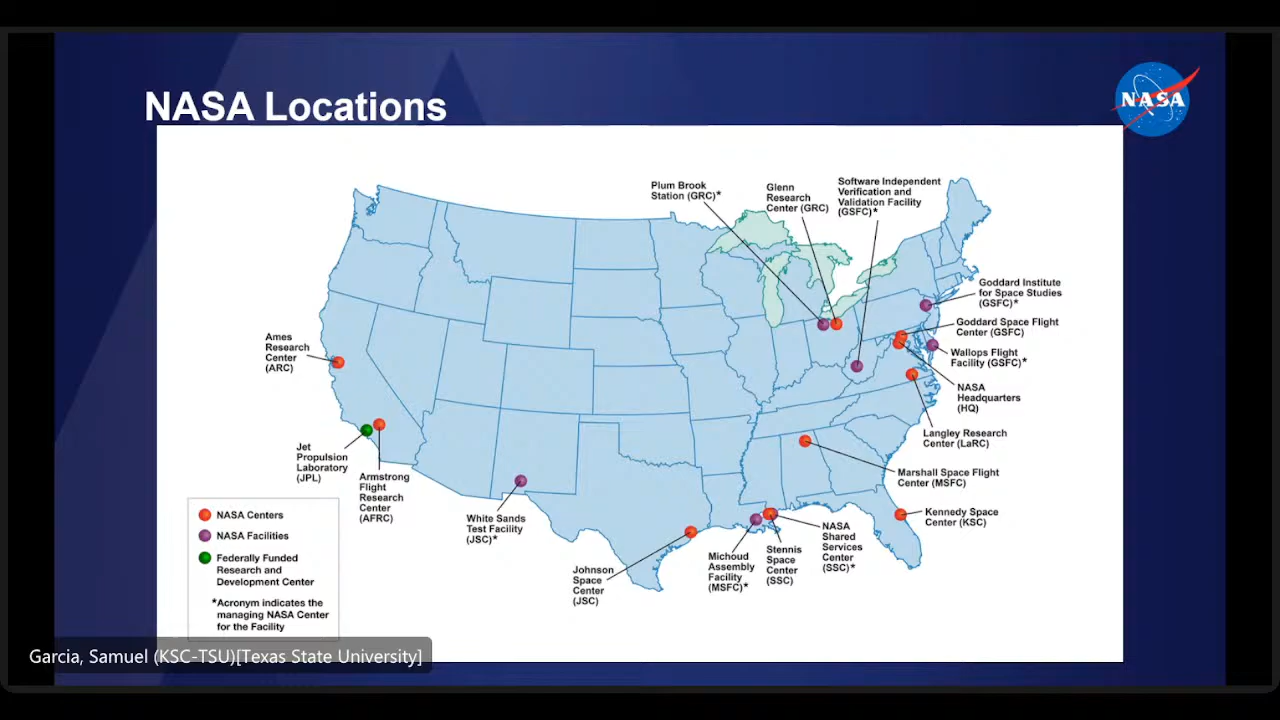 NASA Locations
NASA
Plum Brook
Station (GRC)*
Glenn
Research
Center (GRC)
Software Independent
Verification and
Validation Facility
(GSFC)*
Goddard Institute
for Space Studies
(GSFC)*
Goddard Space Flight
Center (GSFC)
Wallops Flight
Facility (GSFC)*
NASA
Headquarters
(HQ)
Langley Research
Center (LaRC)
Marshall Space Flight
Center (MSFC)
Kennedy Space
Center (KSC)
NASA
Shared
Services
Center
(SSC)*
Stennis
Space
Center
(SSC)
Michoud
Assembly
Facility
(MSFC)*
Johnson
Space
Center
(JSC)
White Sands
Test Facility
(JSC)*
Armstrong
Flight
Research
Center
(AFRC)
Jet
Propulsion
Laboratory
(JPL)
Ames
Research
Center
(ARC)
NASA Centers
NASA Facilities
Federally Funded
Research and
Development Center
*Acronym indicates the
managing NASA Center
for the Facility
Garcia, Samuel (KSC-TSU)[Texas State University]